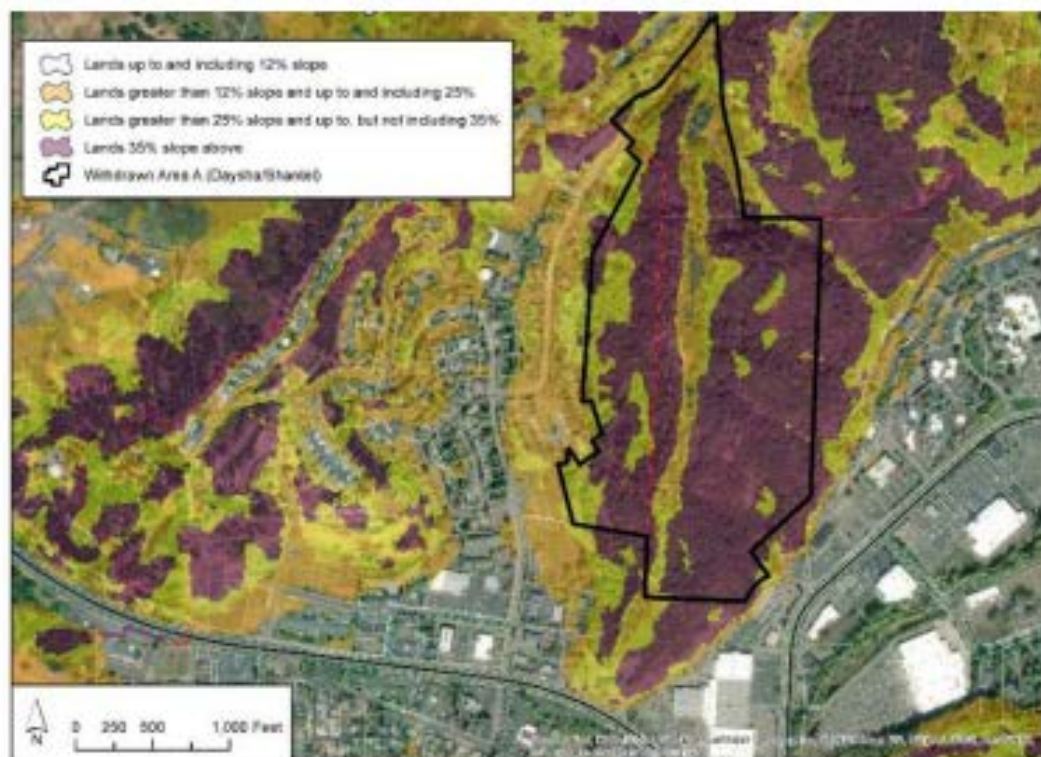 Lands up to and including 12% slope
Lands greater than 12% slope and up to and including 25%
Lands greater than 25% slope and up to, but not including 35%
Lands 35% slope above
Withdrawn Area A (Daysha/Shantel)
N
0 250 500 1,000 Feet